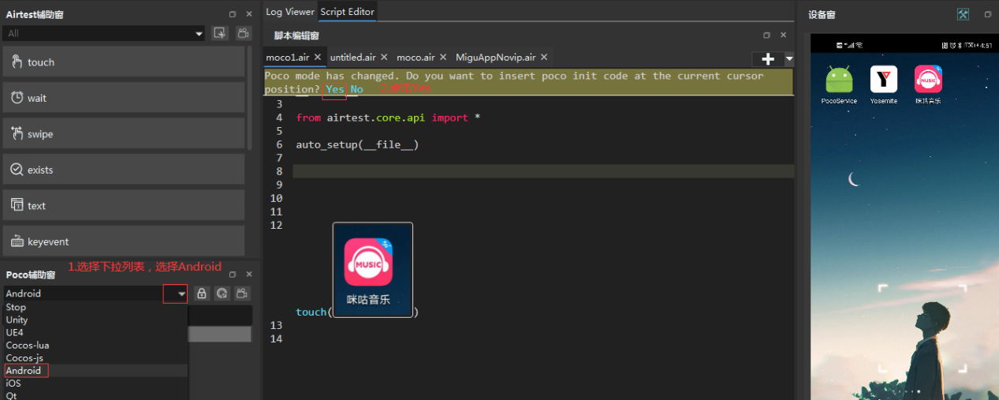 Airtest辅助窗
All
touch
wait
swipe
exists
text
keyevent
1.选择下拉列表，选择Android
Poco辅助窗
Android
Stop
Unity
UE4
Cocos-lua
Cocos-js
Android
iOS
Qt
Log Viewer Script Editor
脚本编辑窗
moco1.air untitled.air moco.air MiguAppNovip.air
Poco mode has changed. Do you want to insert poco init code at the current cursor
position? Yes No 2.点击Yes
3
4 from airtest.core.api import *
5
6 auto_setup(__file__)
7
8
9
10
11
12
MUSIC
咪咕音乐
touch( )
13
14
设备窗
4:51
PocoService Yosemite MUSIC 咪咕音乐